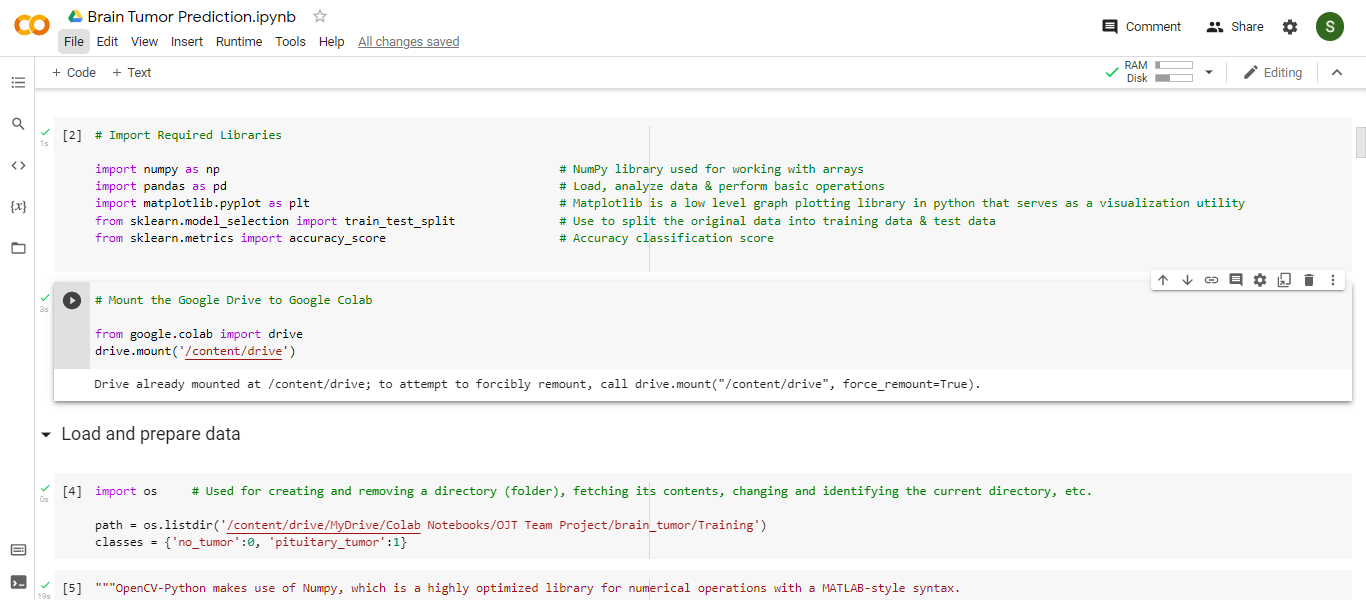 Brain Tumor Prediction.ipynb
File Edit View Insert Runtime Tools Help All changes saved
Comment Share S
+ Code + Text
RAM
Disk
Editing
[2] # Import Required Libraries
1s
import numpy as np # NumPy library used for working with arrays
import pandas as pd # Load, analyze data & perform basic operations
import matplotlib.pyplot as plt # Matplotlib is a low level graph plotting library in python that serves as a visualization utility
from sklearn.model_selection import train_test_split # Use to split the original data into training data & test data
from sklearn.metrics import accuracy_score # Accuracy classification score
# Mount the Google Drive to Google Colab
3s
from google.colab import drive
drive.mount('/content/drive')
Drive already mounted at /content/drive; to attempt to forcibly remount, call drive.mount("/content/drive", force_remount=True).
Load and prepare data
[4] import os # Used for creating and removing a directory (folder), fetching its contents, changing and identifying the current directory, etc.
0s
path = os.listdir('/content/drive/MyDrive/Colab Notebooks/OJT Team Project/brain_tumor/Training')
classes = {'no_tumor':0, 'pituitary_tumor':1}
[5] """OpenCV-Python makes use of Numpy, which is a highly optimized library for numerical operations with a MATLAB-style syntax.
19s